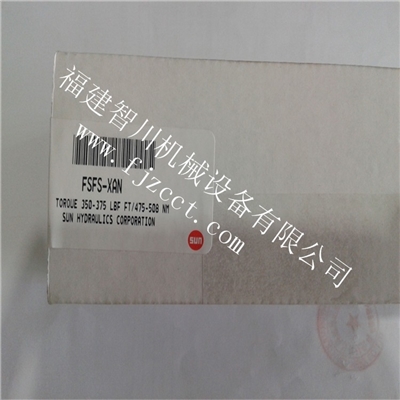 福建智川机械设备有限公司
www.fjzcct.com
FSFS-XAN
TORQUE 350-375 LBF FT/475-508 NM
SUN HYDRAULICS CORPORATION
sun